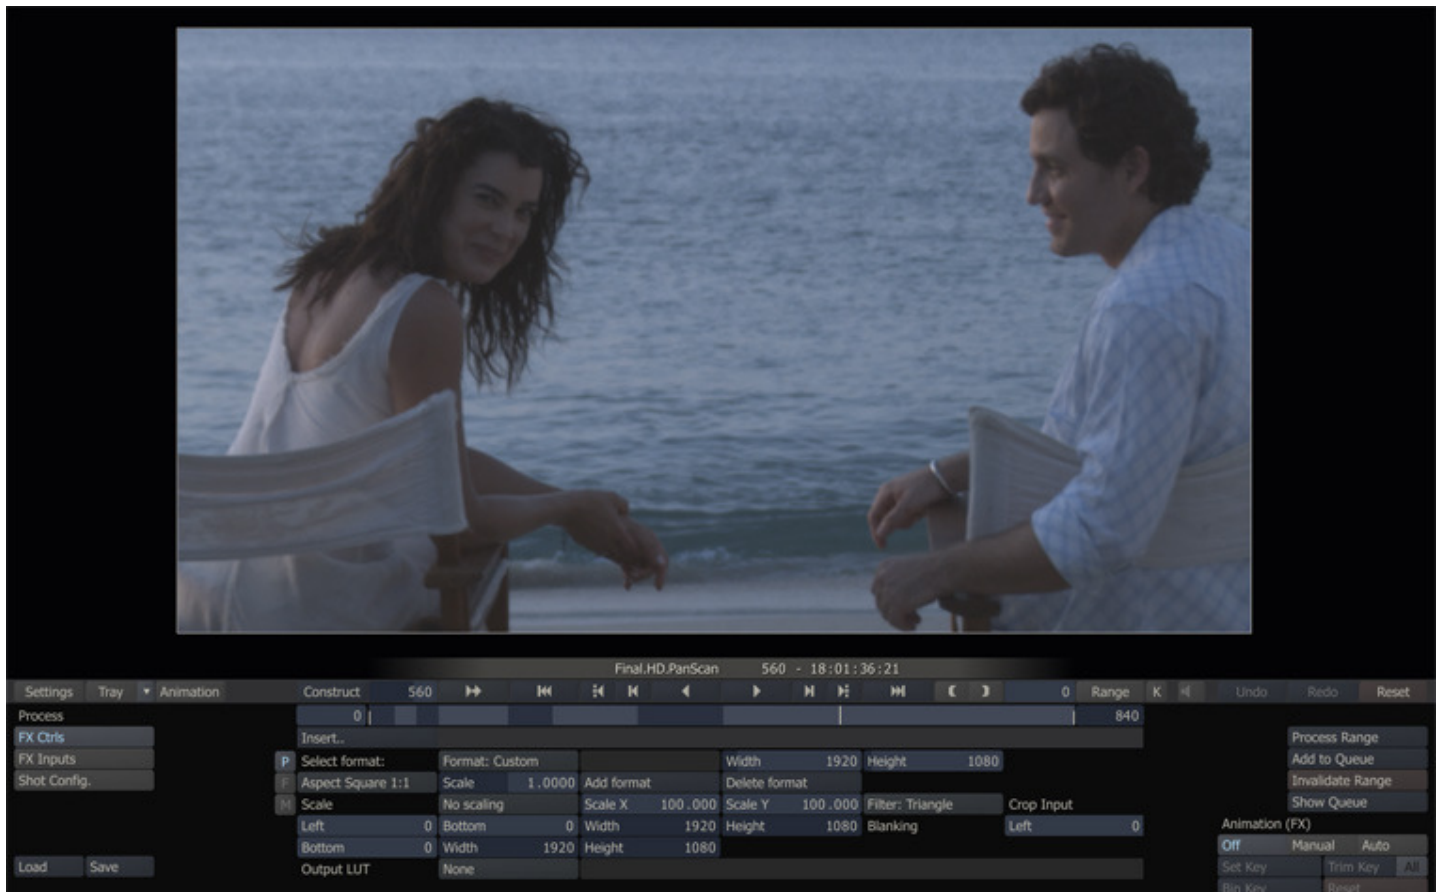 Final.HD.PanScan 560 - 18:01:36:21
Settings Tray Animation Construct 560 0 Range K Undo Redo Reset
Process 0 840
FX Ctrls Insert.. Process Range
FX Inputs P Select format: Format: Custom Width 1920 Height 1080 Add to Queue
Shot Config. F Aspect Square 1:1 Scale 1.0000 Add format Delete format Invalidate Range
M Scale No scaling Scale X 100.000 Scale Y 100.000 Filter: Triangle Crop Input Show Queue
Left 0 Bottom 0 Width 1920 Height 1080 Blanking Left 0 Animation (FX)
Bottom 0 Width 1920 Height 1080 Off Manual Auto
Load Save Output LUT None Set Key Trim Key All
Reset